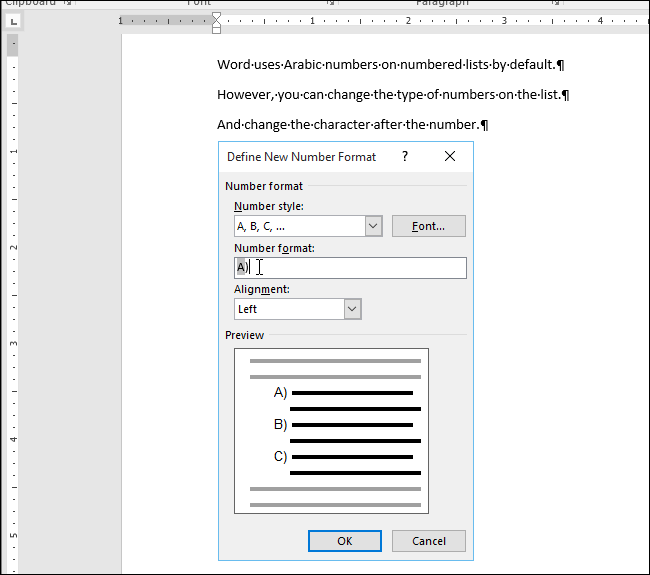 Clipboard Font Paragraph
1 1 2 3 4
Word·uses·Arabic·numbers·on·numbered·lists·by·default.¶
However,·you·can·change·the·type·of·numbers·on·the·list.¶
And·change·the·character·after·the·number.¶
Define New Number Format ?
Number format
Number style:
A, B, C, ... Font...
Number format:
A)
Alignment:
Left
Preview
A)
B)
C)
OK Cancel
1
2
3
4
5